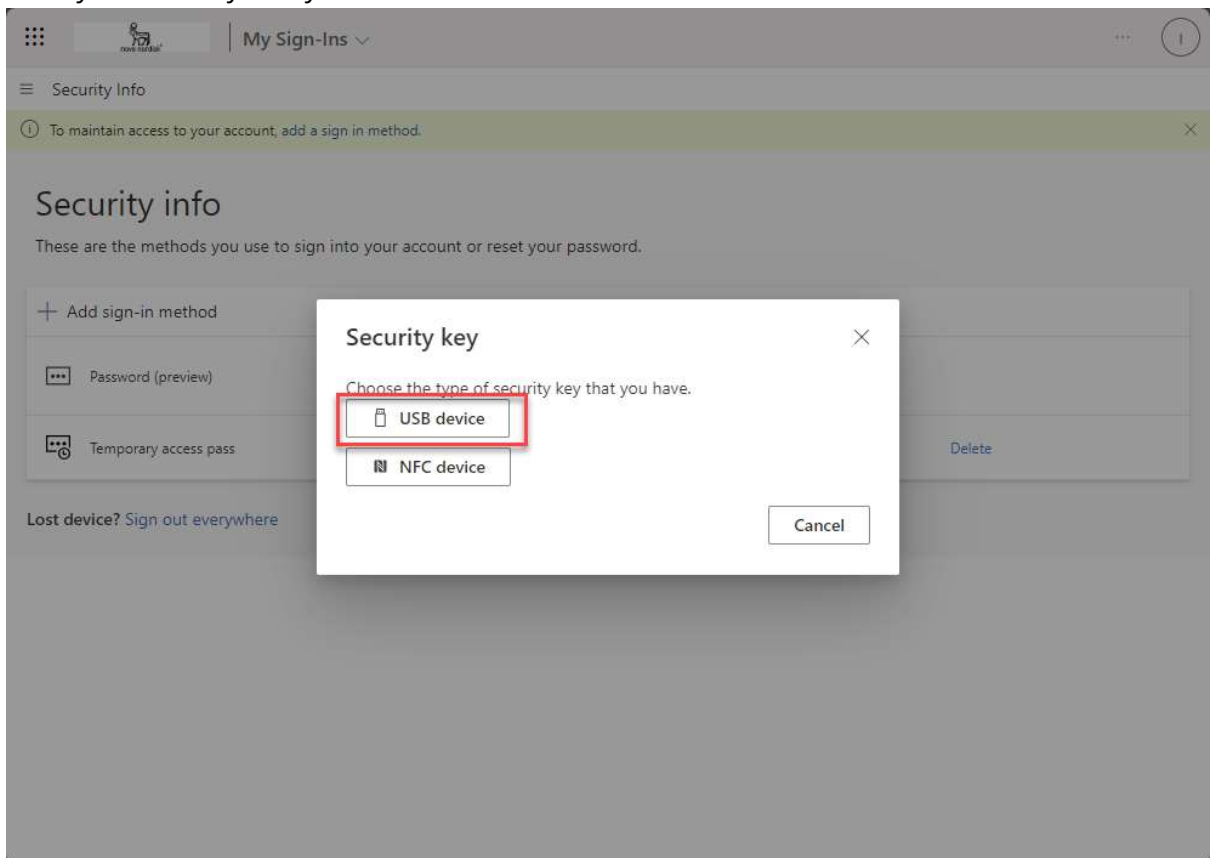 My Sign-Ins
Security Info
To maintain access to your account, add a sign in method.
Security info
These are the methods you use to sign into your account or reset your password.
Add sign-in method
Password (preview)
Temporary access pass
Delete
Lost device? Sign out everywhere
Security key
Choose the type of security key that you have.
USB device
NFC device
Cancel
novo nordisk
I